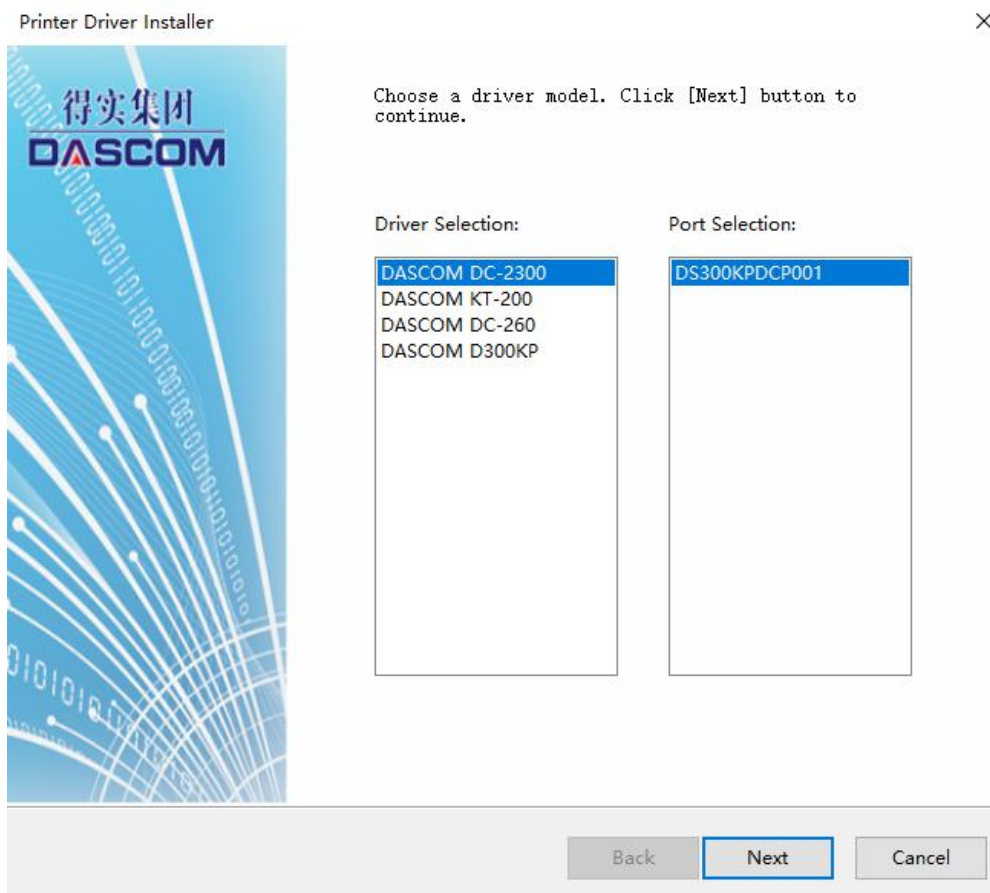 Printer Driver Installer
得实集团
DASCOM
Choose a driver model. Click [Next] button to
continue.
Driver Selection:
Port Selection:
DASCOM DC-2300
DASCOM KT-200
DASCOM DC-260
DASCOM D300KP
DS300KPDCP001
Back
Next
Cancel